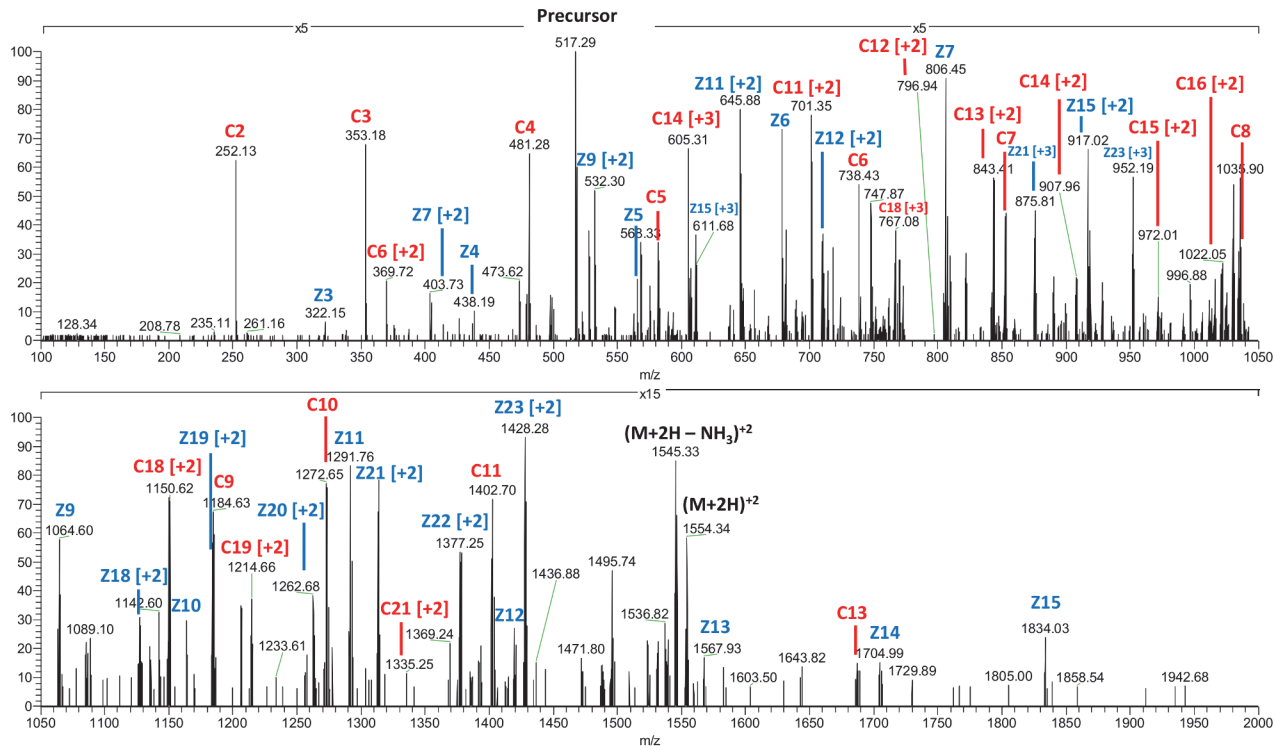 Precursor
x5
x5
517.29
C12 [+2]
Z7
796.94
806.45
Z11 [+2]
645.88
C11 [+2]
701.35
C14 [+2]
C16 [+2]
C2
252.13
C3
353.18
C4
481.28
C14 [+3]
605.31
Z6
Z12 [+2]
C13 [+2]
Z15 [+2]
917.02
C15 [+2]
C8
C7
843.41
Z21 [+3]
875.81
907.96
Z23 [+3]
952.19
1035.90
Z9 [+2]
532.30
C6
738.43
747.87
C18 [+3]
767.08
C5
Z5
568.33
Z15 [+3]
611.68
Z7 [+2]
403.73
C6 [+2]
369.72
Z4
438.19
473.62
972.01
996.88
1022.05
Z3
322.15
128.34
208.78
235.11
261.16
100
90
80
70
60
50
40
30
20
10
0
100 150 200 250 300 350 400 450 500 550 600 650 700 750 800 850 900 950 1000 1050
m/z
x15
C10
1272.65
Z11
1291.76
Z23 [+2]
1428.28
(M+2H – NH₃)⁺²
1545.33
(M+2H)⁺²
1554.34
Z19 [+2]
C18 [+2]
1150.62
C9
1184.63
Z21 [+2]
C11
1402.70
Z9
1064.60
Z20 [+2]
1262.68
Z22 [+2]
1377.25
C19 [+2]
1214.66
1495.74
Z18 [+2]
1142.60
Z10
1436.88
1089.10
1233.61
C21 [+2]
1335.25
1369.24
Z12
1471.80
1536.82
Z13
1567.93
1603.50
1643.82
C13
Z14
1704.99
1729.89
1805.00
Z15
1834.03
1858.54
1942.68
100
90
80
70
60
50
40
30
20
10
0
1050 1100 1150 1200 1250 1300 1350 1400 1450 1500 1550 1600 1650 1700 1750 1800 1850 1900 1950 2000
m/z